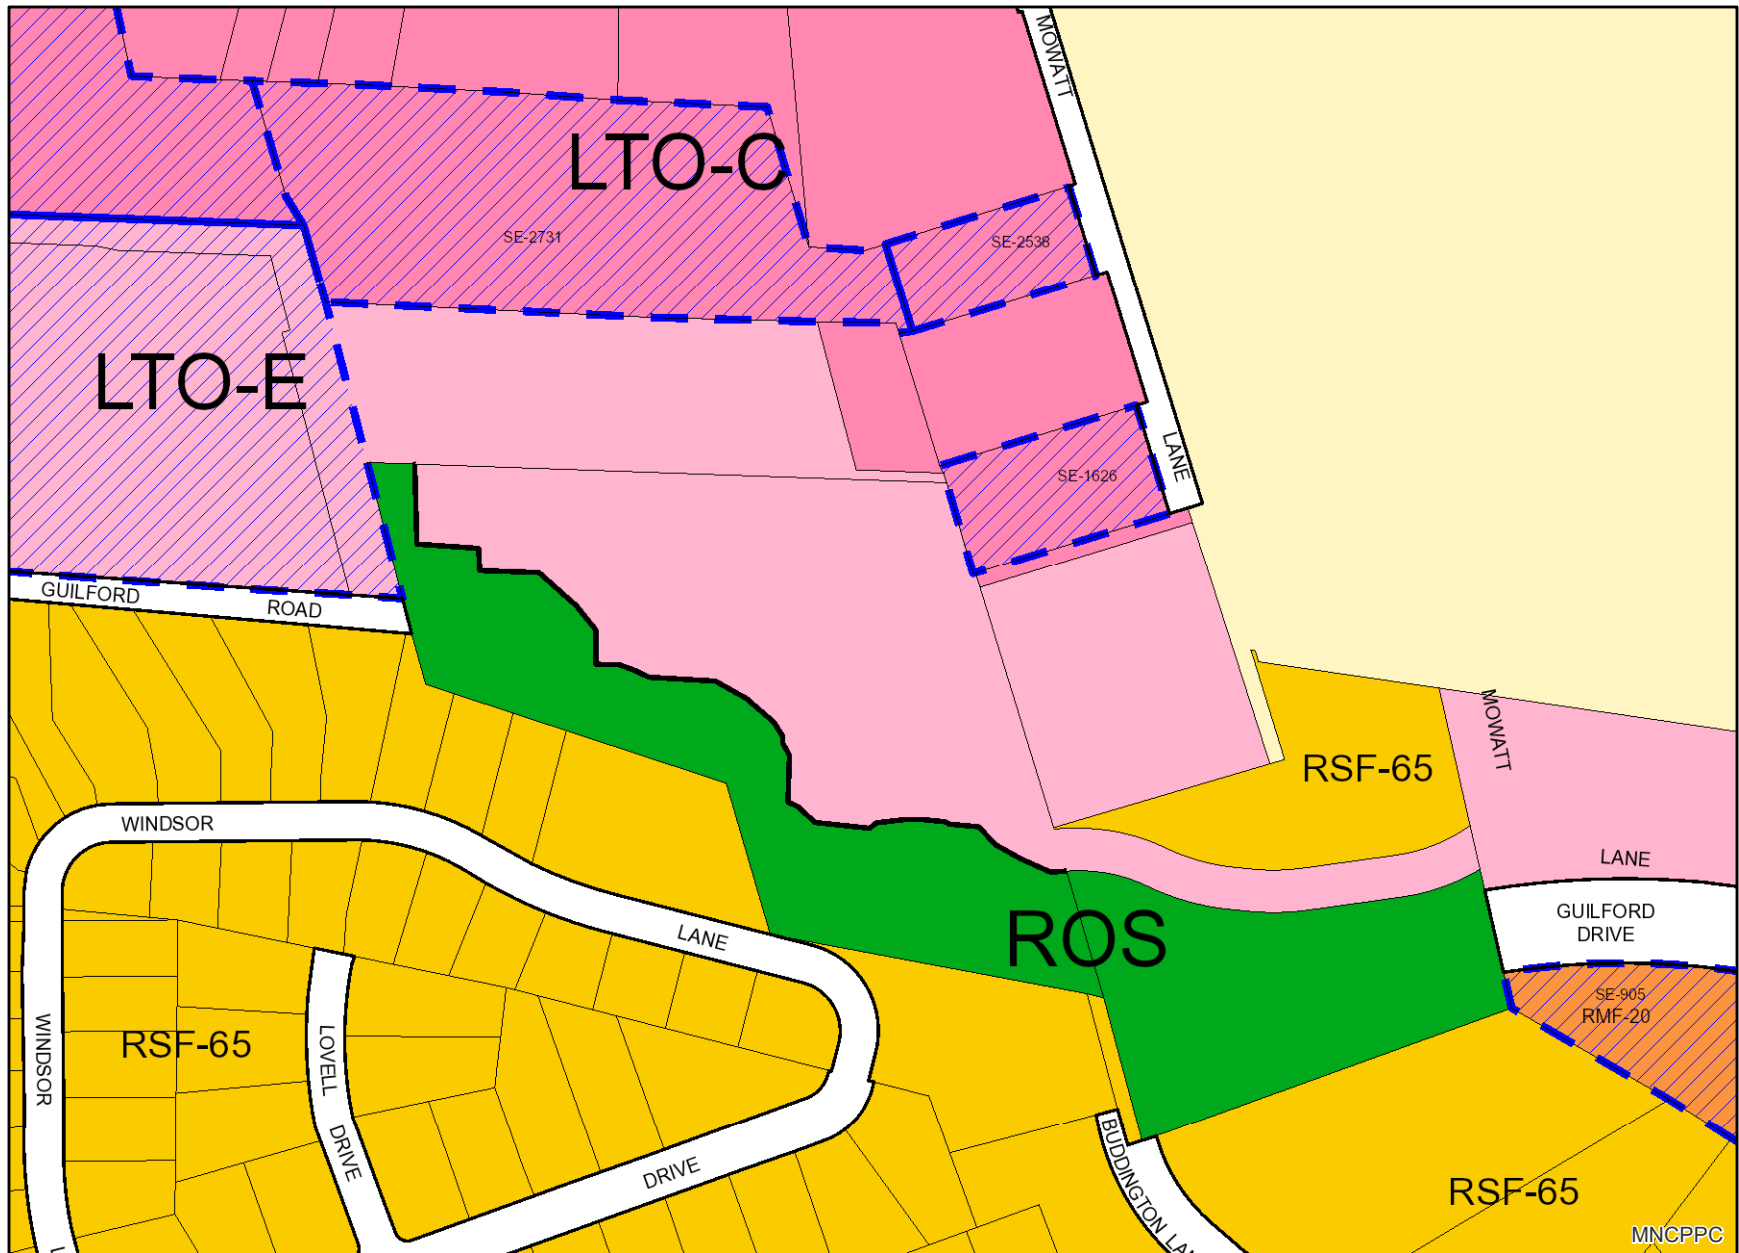 MOWATT
LTO-C
SE-2731
SE-2538
LTO-E
LANE
SE-1626
GUILFORD
ROAD
MOWATT
RSF-65
WINDSOR
LANE
LANE
ROS
GUILFORD
DRIVE
SE-905
RMF-20
WINDSOR
RSF-65
LOVELL
DRIVE
DRIVE
BUDDINGTON
RSF-65
MNCPPC